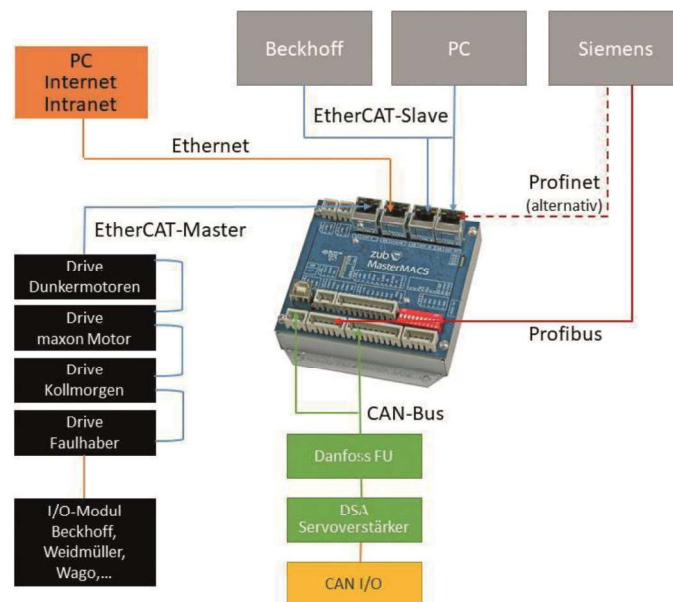 Beckhoff
PC
Siemens
PC
Internet
Intranet
EtherCAT-Slave
Ethernet
Profinet
(alternativ)
EtherCAT-Master
zub
MasterMACS
Drive
Dunkermotoren
Drive
maxon Motor
Drive
Kollmorgen
Drive
Faulhaber
I/O-Modul
Beckhoff,
Weidmüller,
Wago,...
Profibus
CAN-Bus
Danfoss FU
DSA
Servoverstärker
CAN I/O